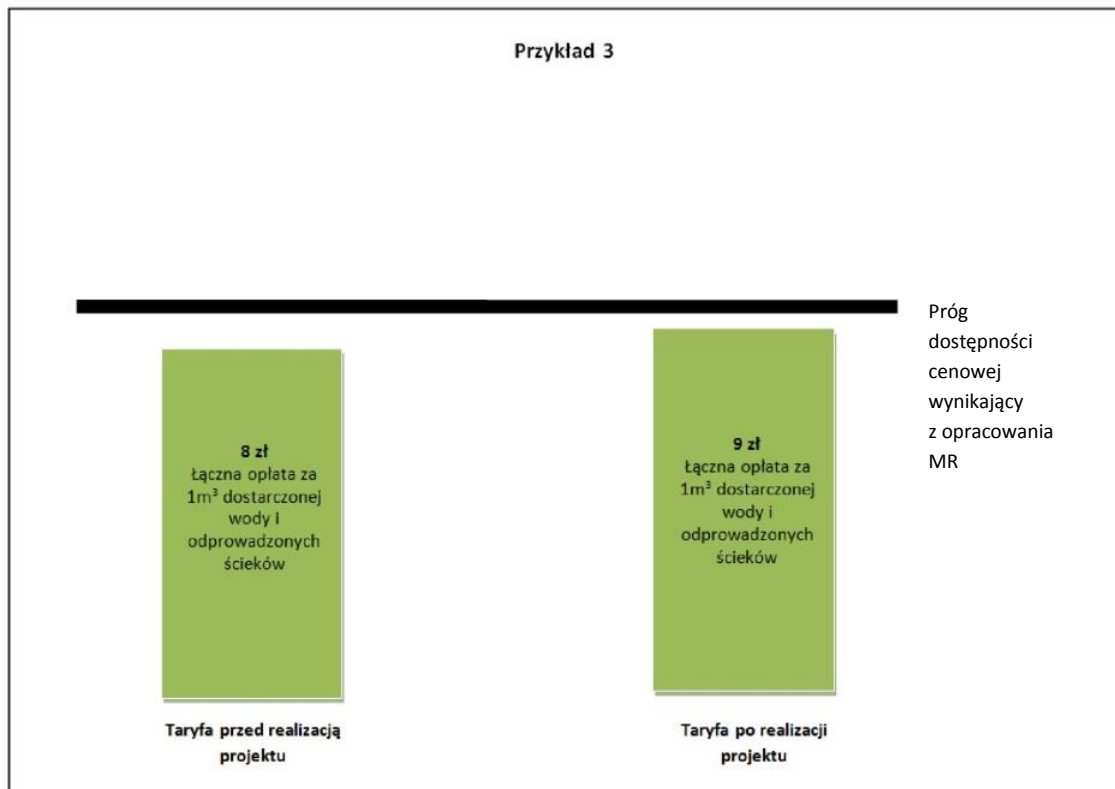 Przykład 3
Próg
dostępności
cenowej
wynikający
z opracowania
MR
8 zł
Łączna opłata za
1m³ dostarczonej
wody i
odprowadzonych
ścieków
9 zł
Łączna opłata za
1m³ dostarczonej
wody i
odprowadzonych
ścieków
Taryfa przed realizacją
projektu
Taryfa po realizacji
projektu